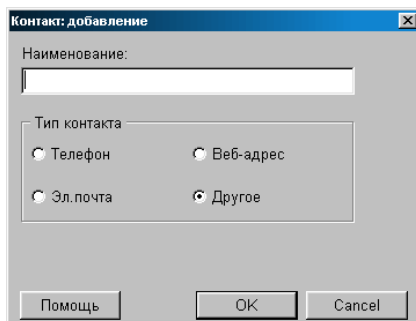 Контакт: добавление
Наименование:
Тип контакта
Телефон Веб-адрес
Эл.почта Другое
Помощь OK Cancel